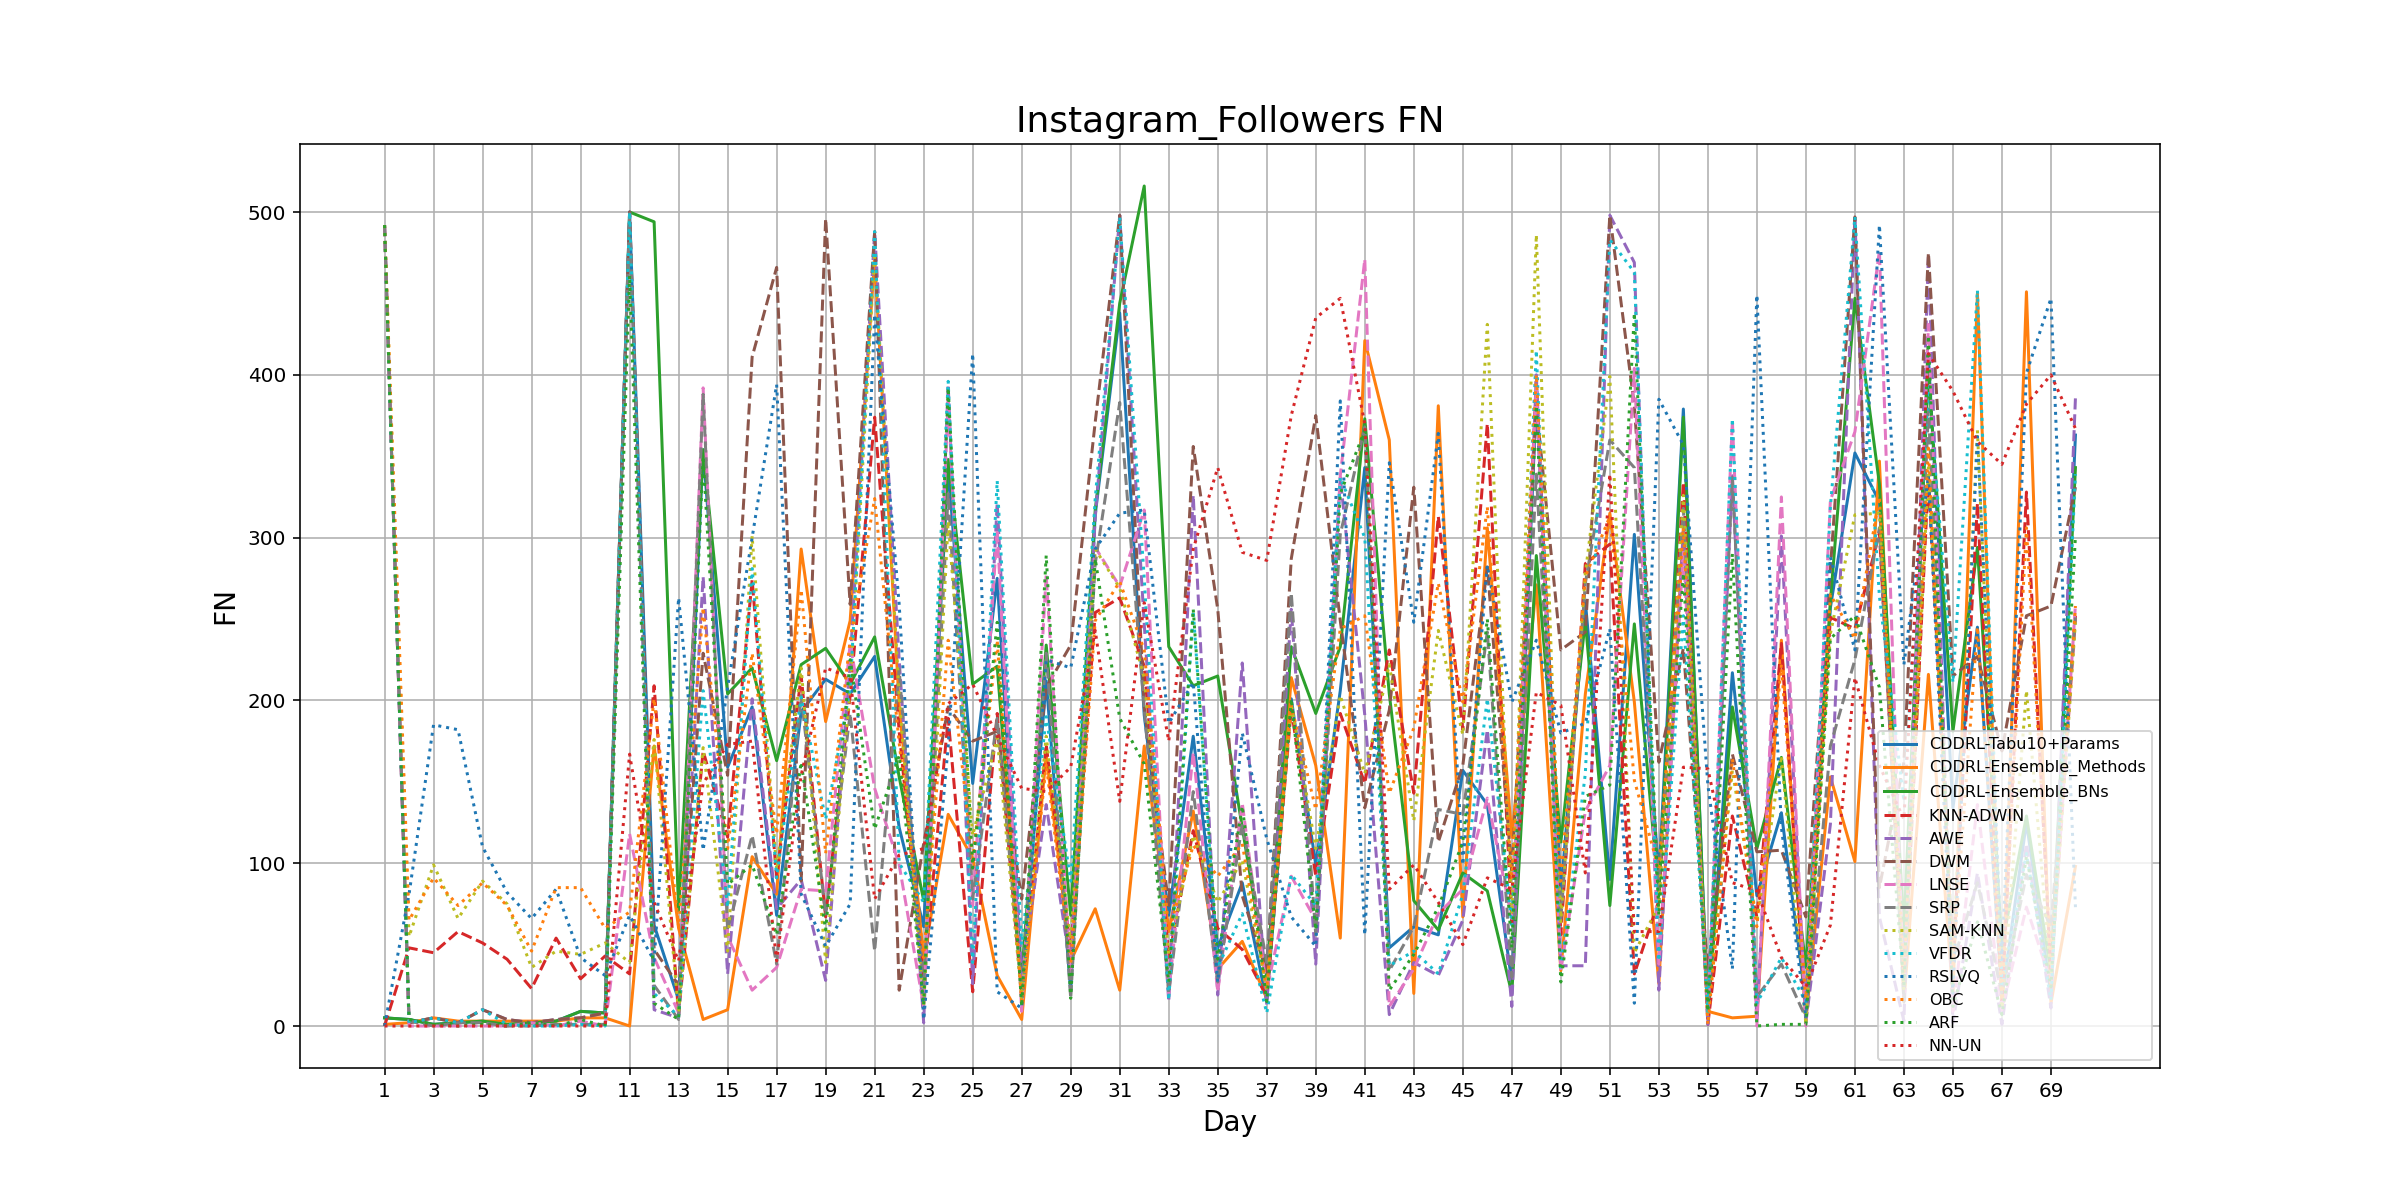 Instagram_Followers FN
FN
500
400
300
200
100
0
CDDRL-Tabu10+Params
CDDRL-Ensemble_Methods
CDDRL-Ensemble_BNs
KNN-ADWIN
AWE
DWM
LNSE
SRP
SAM-KNN
VFDR
RSLVQ
OBC
ARF
NN-UN
1 3 5 7 9 11 13 15 17 19 21 23 25 27 29 31 33 35 37 39 41 43 45 47 49 51 53 55 57 59 61 63 65 67 69
Day